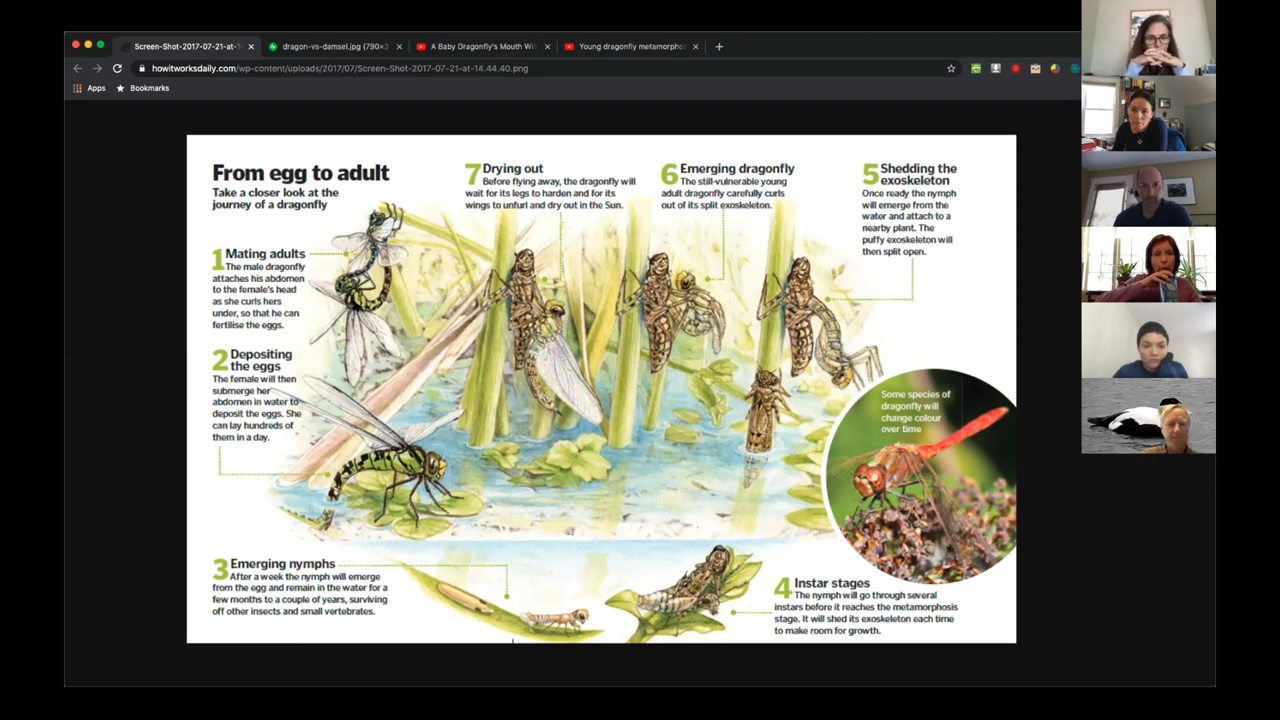 Screen-Shot-2017-07-21-at-1
dragon-vs-damsel.jpg (790×3
A Baby Dragonfly's Mouth Wi
Young dragonfly metamorphos
howitworksdaily.com/wp-content/uploads/2017/07/Screen-Shot-2017-07-21-at-14.44.40.png
Apps
Bookmarks
From egg to adult
Take a closer look at the
journey of a dragonfly
1 Mating adults
The male dragonfly
attaches his abdomen
to the female's head
as she curls hers
under, so that he can
fertilise the eggs.
2 Depositing
the eggs
The female will then
submerge her
abdomen in water to
deposit the eggs. She
can lay hundreds of
them in a day.
3 Emerging nymphs
After a week the nymph will emerge
from the egg and remain in the water for a
few months to a couple of years, surviving
off other insects and small vertebrates.
4 Instar stages
The nymph will go through several
instars before it reaches the metamorphosis
stage. It will shed its exoskeleton each time
to make room for growth.
5 Shedding the
exoskeleton
Once ready the nymph
will emerge from the
water and attach to a
nearby plant. The
puffy exoskeleton will
then split open.
6 Emerging dragonfly
The still-vulnerable young
adult dragonfly carefully curls
out of its split exoskeleton.
7 Drying out
Before flying away, the dragonfly will
wait for its legs to harden and for its
wings to unfurl and dry out in the Sun.
Some species of
dragonfly will
change colour
over time